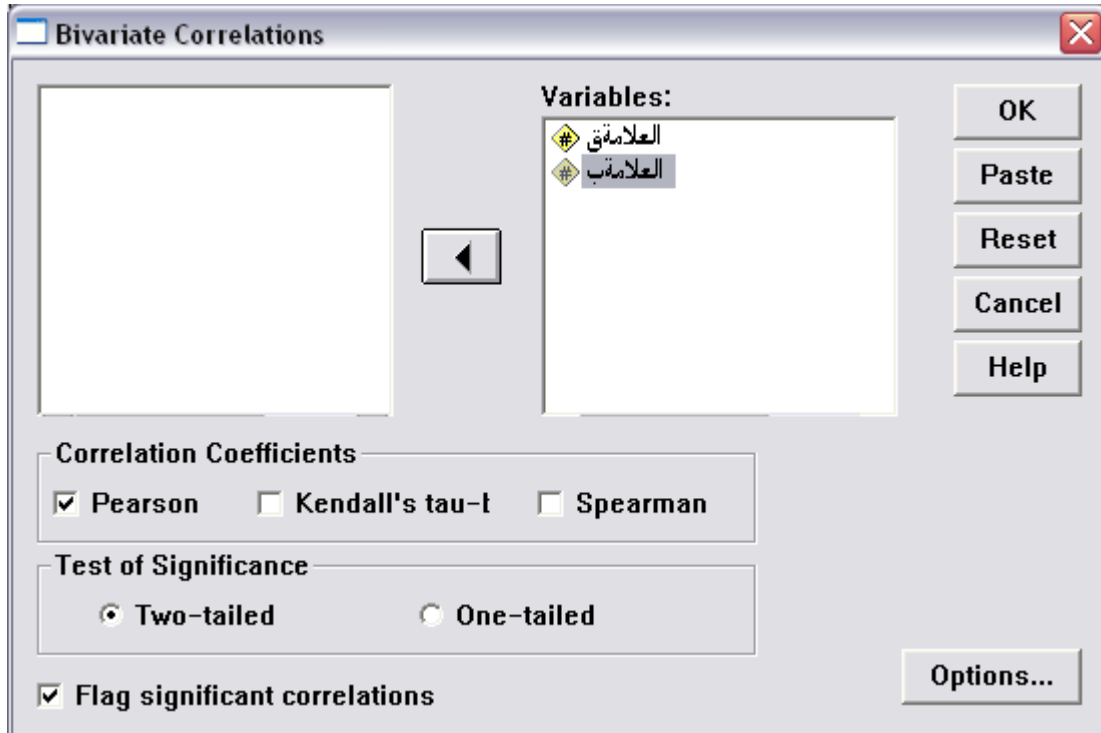 Bivariate Correlations
Variables:
العلامةق
العلامةب
OK
Paste
Reset
Cancel
Help
Correlation Coefficients
Pearson Kendall's tau-t Spearman
Test of Significance
Two-tailed One-tailed
Flag significant correlations
Options...